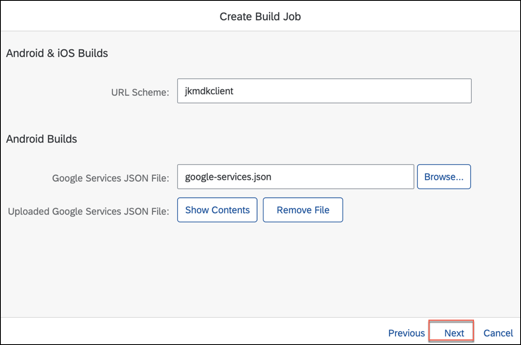 Create Build Job
Android & iOS Builds
URL Scheme: jkmdkclient
Android Builds
Google Services JSON File: google-services.json Browse...
Uploaded Google Services JSON File: Show Contents Remove File
Previous Next Cancel